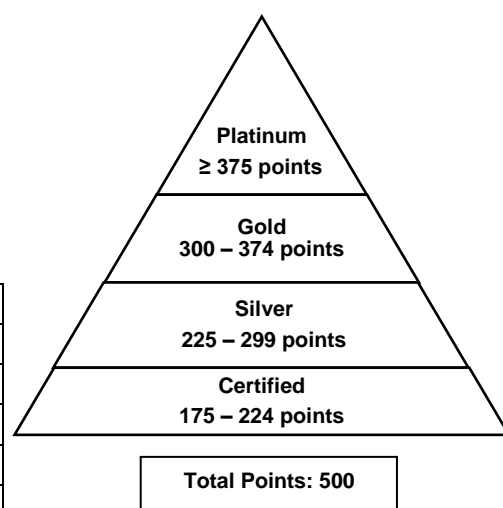 Platinum
≥ 375 points
Gold
300 – 374 points
Silver
225 – 299 points
Certified
175 – 224 points
Total Points: 500